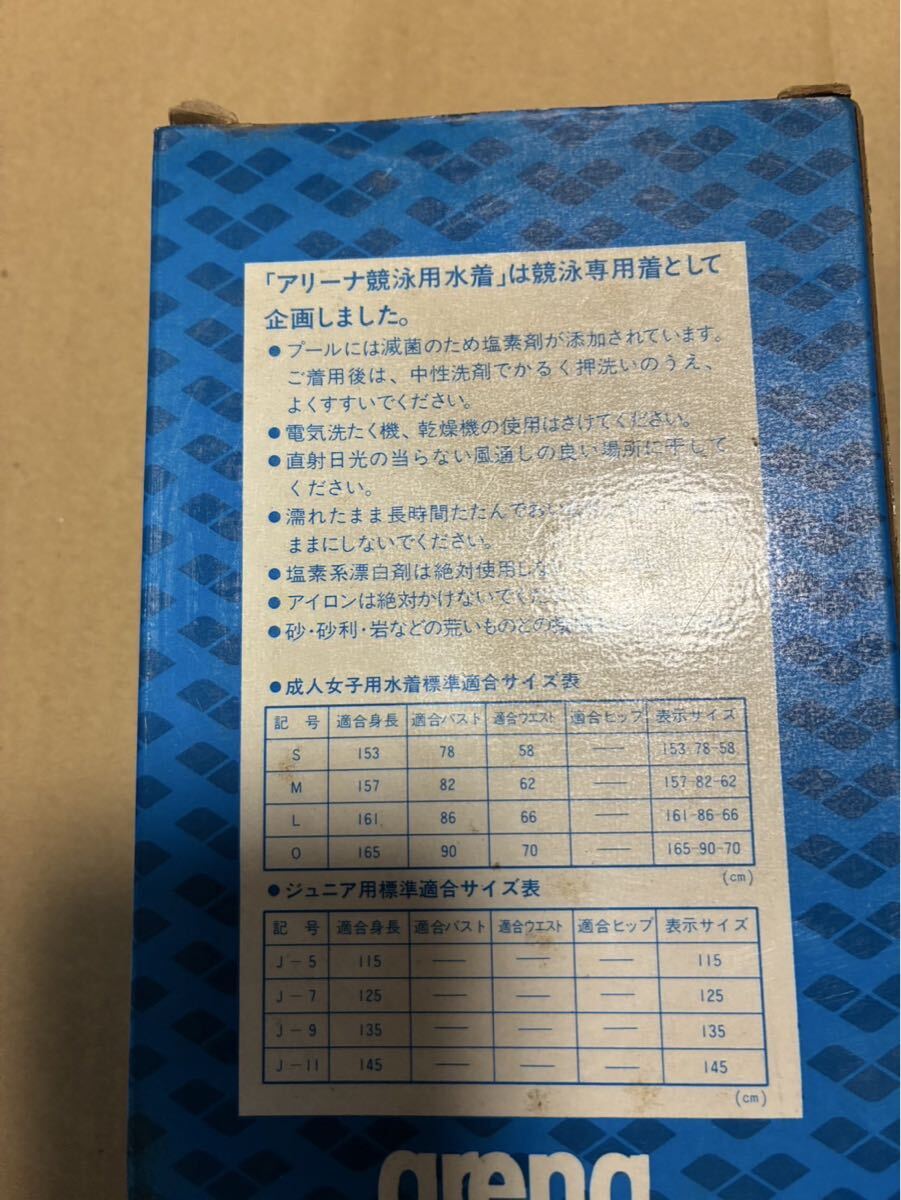 「アリーナ競泳用水着」は競泳専用着として
企画しました。
●プールには滅菌のため塩素剤が添加されています。
ご着用後は、中性洗剤でかるく押洗いのうえ、
よくすすいでください。
●電気洗たく機、乾燥機の使用はさけてください。
●直射日光の当らない風通しの良い場所に干して
ください。
●濡れたまま長時間たたんでおい
ままにしないでください。
●塩素系漂白剤は絶対使用しな
●アイロンは絶対かけないでくだ
●砂・砂利・岩などの荒いものとの
●成人女子用水着標準適合サイズ表
記 号 適合身長 適合バスト 適合ウエスト 適合ヒップ 表示サイズ
S 153 78 58 — 153-78-58
M 157 82 62 — 157-82-62
L 161 86 66 — 161-86-66
O 165 90 70 — 165-90-70
(cm)
●ジュニア用標準適合サイズ表
記 号 適合身長 適合バスト 適合ウエスト 適合ヒップ 表示サイズ
J-5 115 — — — 115
J-7 125 — — — 125
J-9 135 — — — 135
J-11 145 — — — 145
(cm)
arena